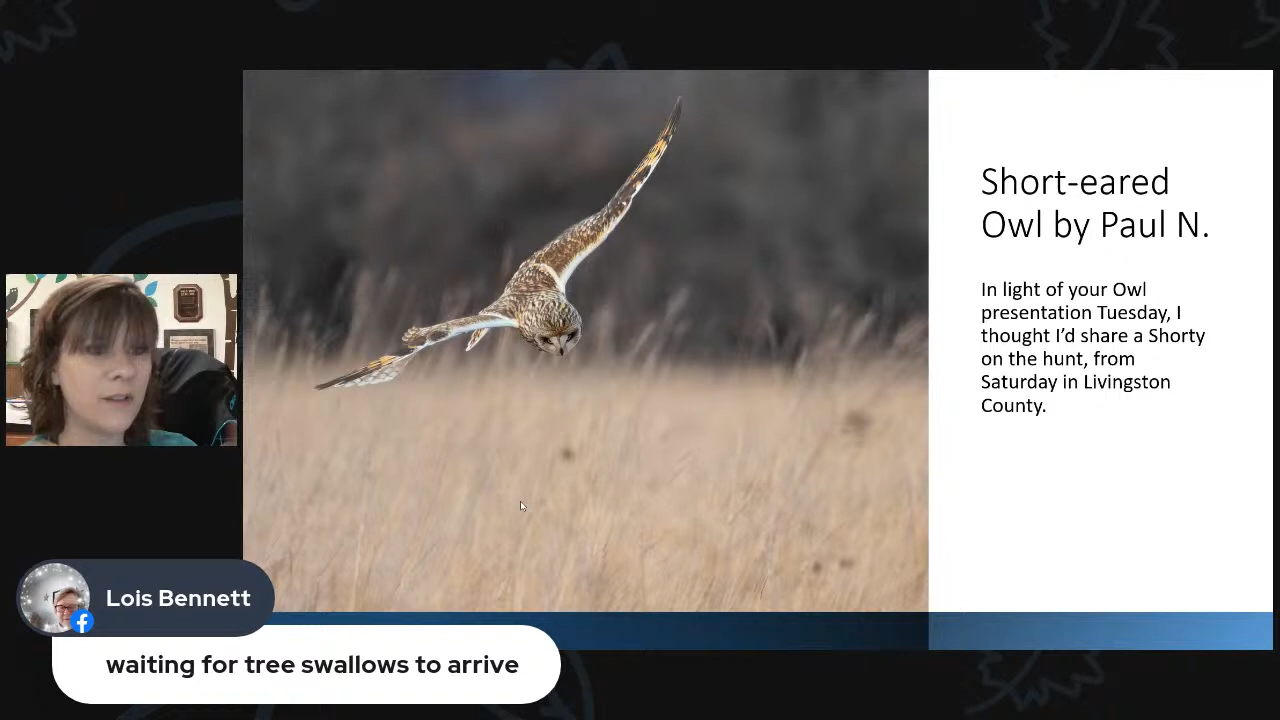 Short-eared
Owl by Paul N.
In light of your Owl
presentation Tuesday, I
thought I’d share a Shorty
on the hunt, from
Saturday in Livingston
County.
Lois Bennett
waiting for tree swallows to arrive